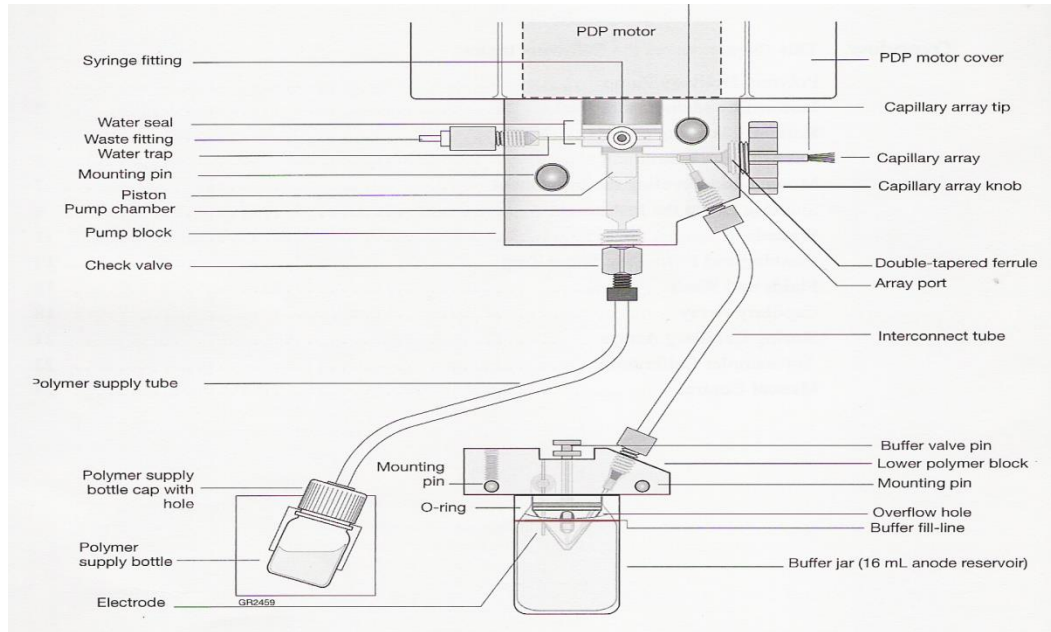 PDP motor
Syringe fitting
PDP motor cover
Capillary array tip
Water seal
Waste fitting
Water trap
Capillary array
Mounting pin
Capillary array knob
Piston
Pump chamber
Pump block
Check valve
Double-tapered ferrule
Array port
Interconnect tube
Polymer supply tube
Buffer valve pin
Lower polymer block
Mounting
pin
Mounting pin
Polymer supply
bottle cap with
hole
O-ring
Overflow hole
Buffer fill-line
Polymer
supply bottle
Buffer jar (16 mL anode reservoir)
Electrode
GR2459